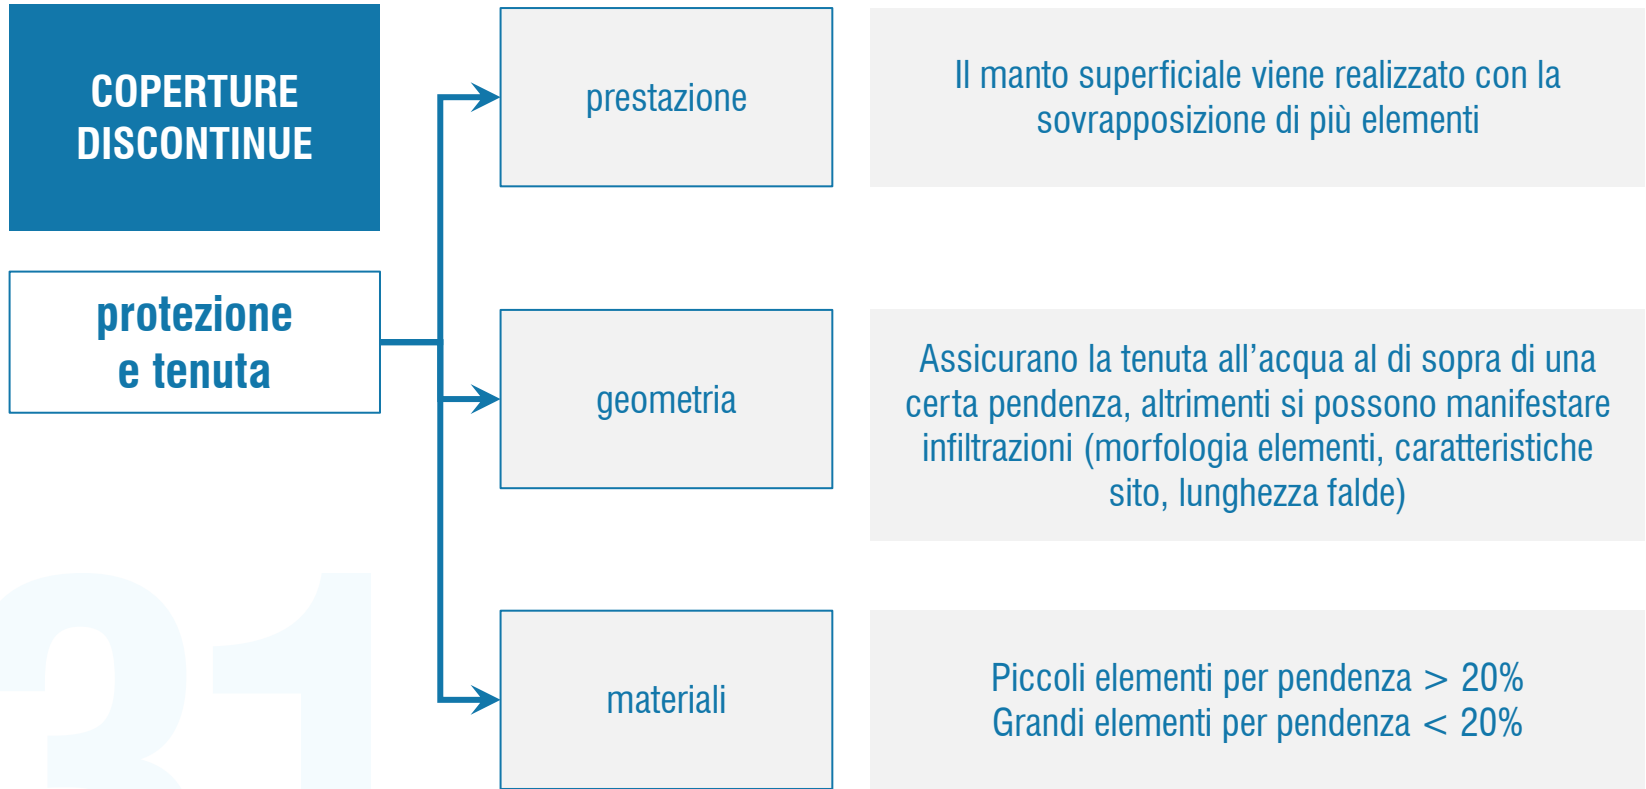 COPERTURE
DISCONTINUE
protezione
e tenuta
prestazione
Il manto superficiale viene realizzato con la
sovrapposizione di più elementi
geometria
Assicurano la tenuta all’acqua al di sopra di una
certa pendenza, altrimenti si possono manifestare
infiltrazioni (morfologia elementi, caratteristiche
sito, lunghezza falde)
materiali
Piccoli elementi per pendenza > 20%
Grandi elementi per pendenza < 20%
31